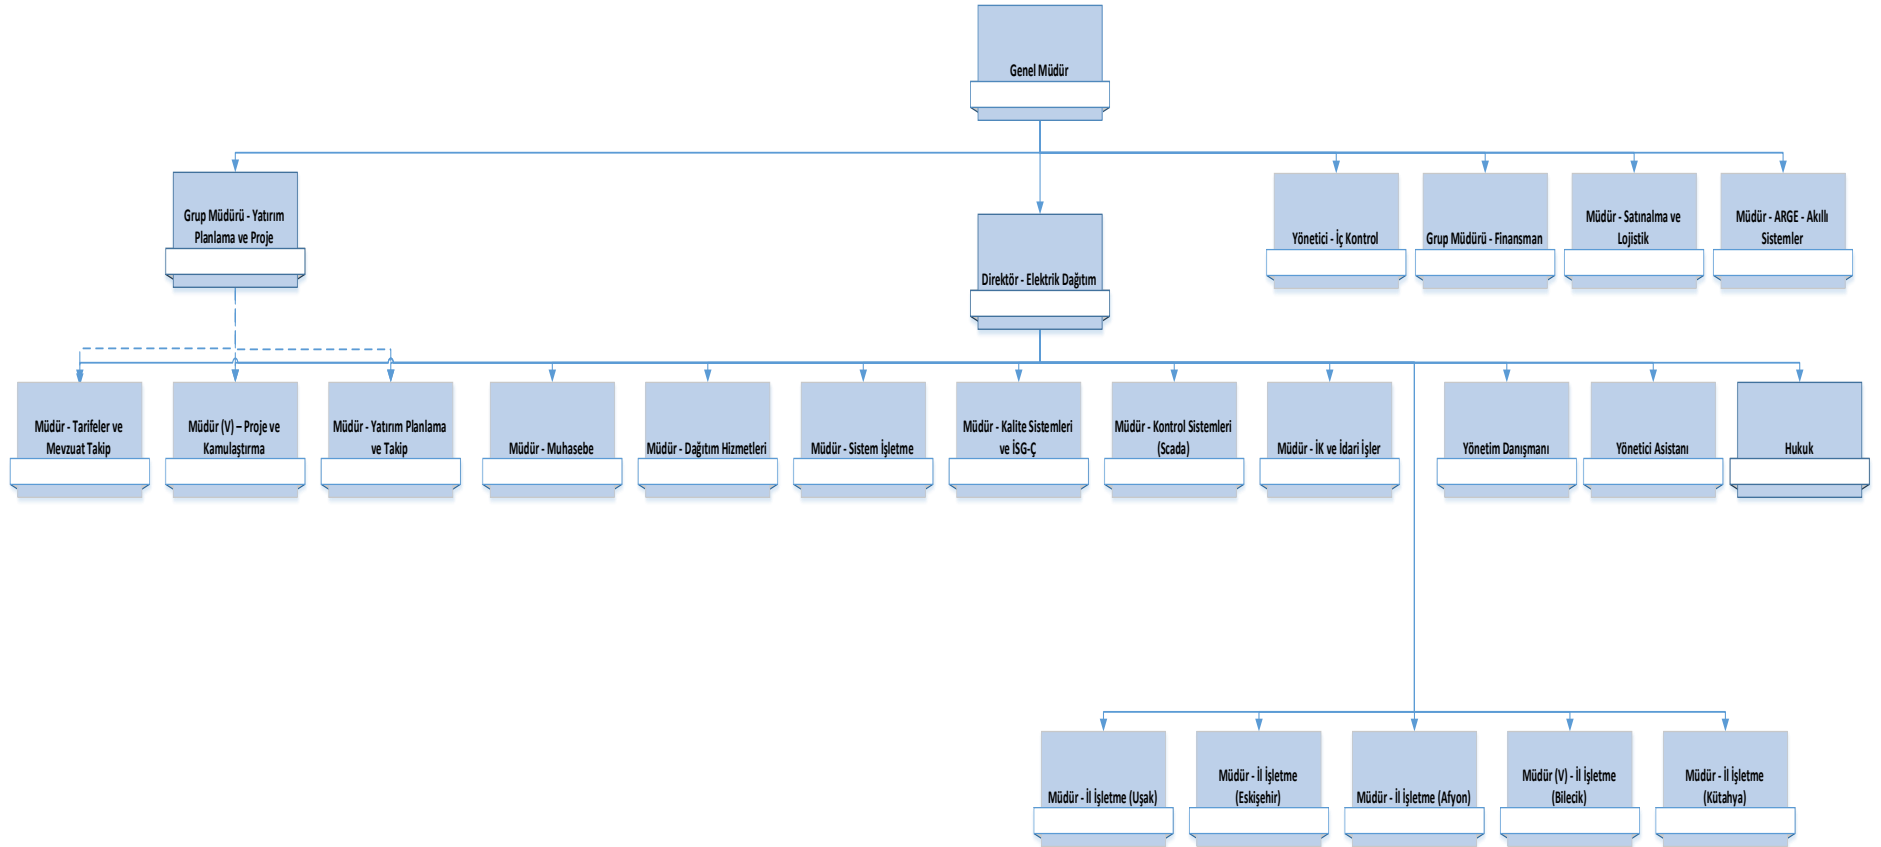 Genel Müdür
Grup Müdürü - Yatırım
Planlama ve Proje
Direktör - Elektrik Dağıtım
Yönetici - İç Kontrol
Grup Müdürü - Finansman
Müdür - Satınalma ve
Lojistik
Müdür - ARGE - Akıllı
Sistemler
Müdür - Tarifeler ve
Mevzuat Takip
Müdür (V) – Proje ve
Kamulaştırma
Müdür - Yatırım Planlama
ve Takip
Müdür - Muhasebe
Müdür - Dağıtım Hizmetleri
Müdür - Sistem İşletme
Müdür - Kalite Sistemleri
ve İSG-Ç
Müdür - Kontrol Sistemleri
(Scada)
Müdür - İK ve İdari İşler
Yönetim Danışmanı
Yönetici Asistanı
Hukuk
Müdür - İl İşletme (Uşak)
Müdür - İl İşletme
(Eskişehir)
Müdür - İl İşletme (Afyon)
Müdür (V) - İl İşletme
(Bilecik)
Müdür - İl İşletme
(Kütahya)